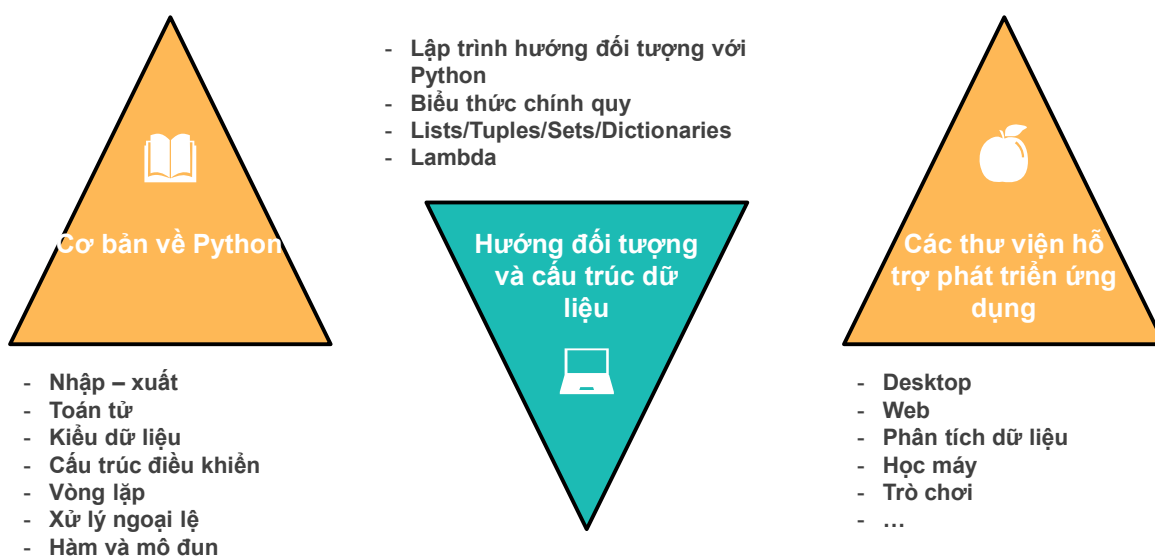 Cơ bản về Python
- Nhập – xuất
- Toán tử
- Kiểu dữ liệu
- Cấu trúc điều khiển
- Vòng lặp
- Xử lý ngoại lệ
- Hàm và mô đun
- Lập trình hướng đối tượng với
Python
- Biểu thức chính quy
- Lists/Tuples/Sets/Dictionaries
- Lambda
Hướng đối tượng
và cấu trúc dữ
liệu
Các thư viện hỗ
trợ phát triển ứng
dụng
- Desktop
- Web
- Phân tích dữ liệu
- Học máy
- Trò chơi
- …